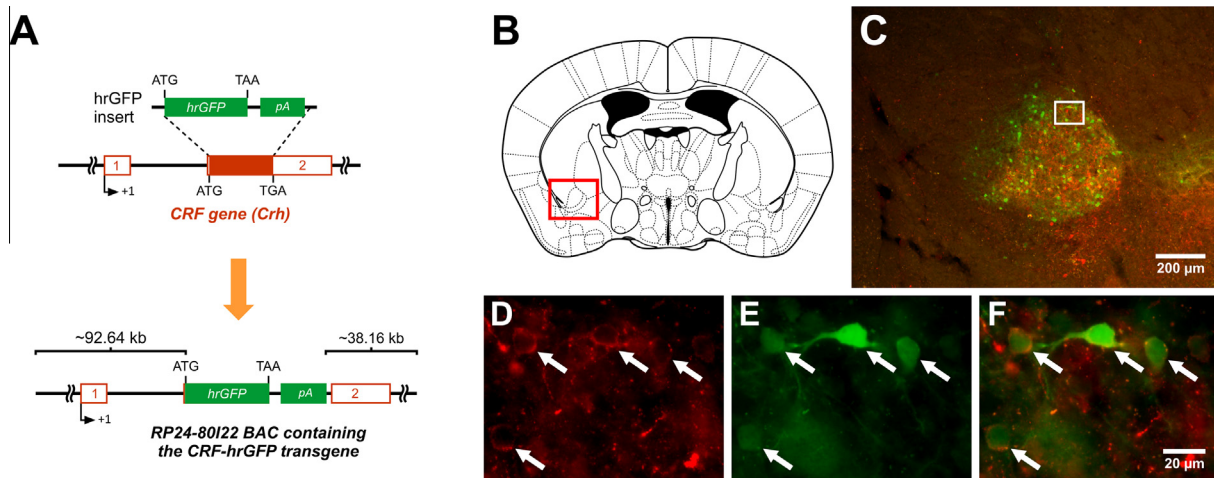 A
ATG TAA
hrGFP
insert
hrGFP
pA
1
2
+1
ATG TGA
CRF gene (Crh)
~92.64 kb
~38.16 kb
ATG TAA
1
hrGFP
pA
2
+1
RP24-80I22 BAC containing
the CRF-hrGFP transgene
B
C
200 µm
D
E
F
20 µm